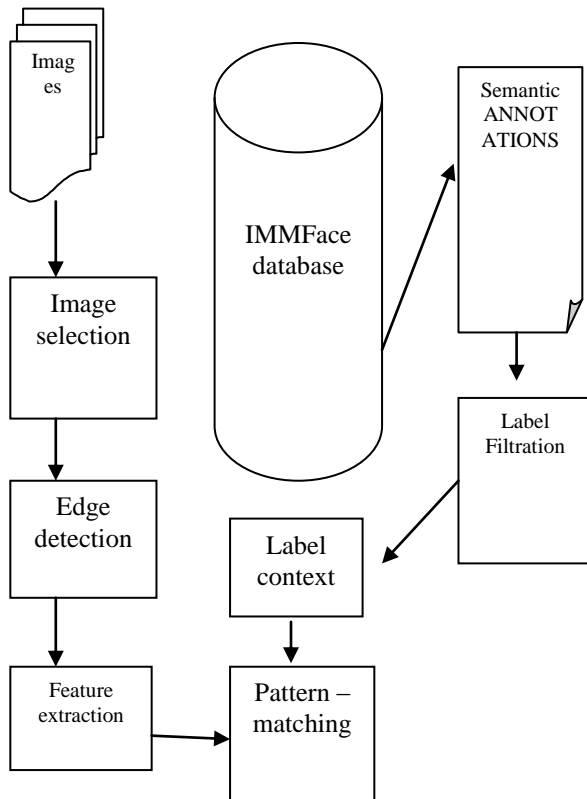 Imag
es
IMMFace
database
Semantic
ANNOT
ATIONS
Image
selection
Label
Filtration
Edge
detection
Label
context
Feature
extraction
Pattern –
matching